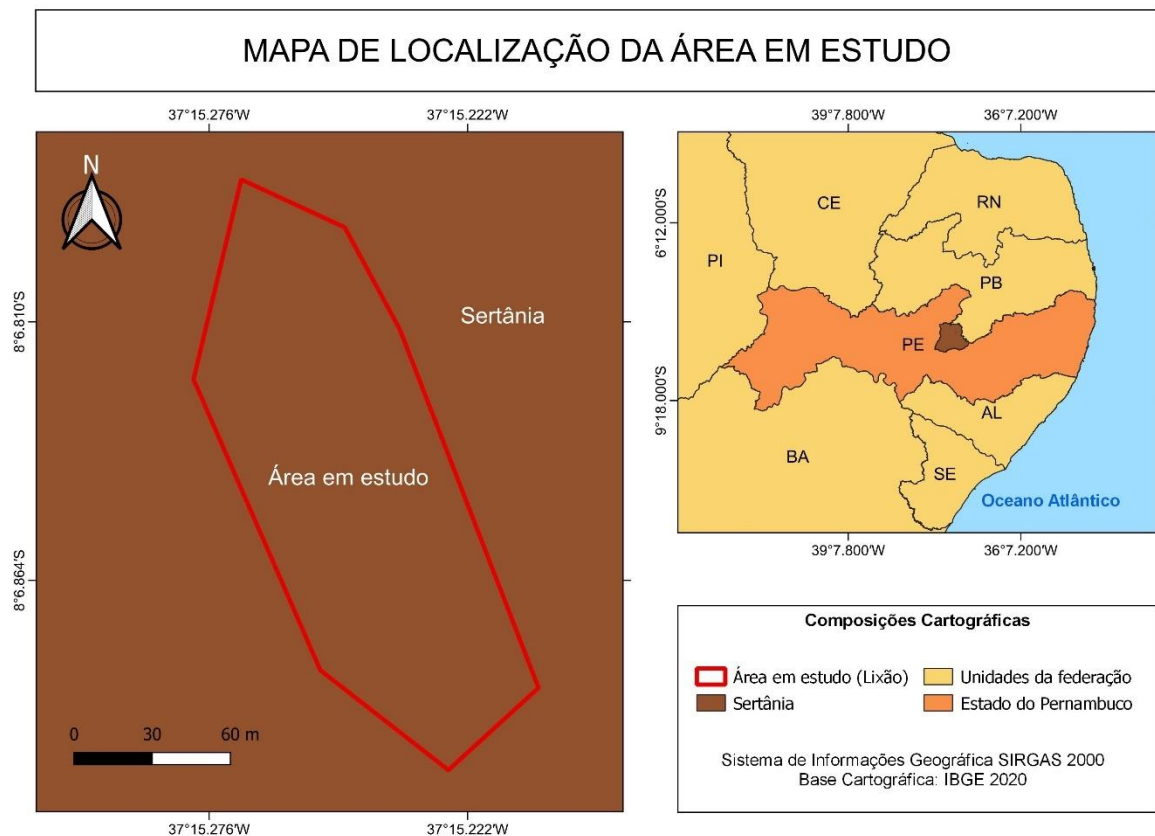 MAPA DE LOCALIZAÇÃO DA ÁREA EM ESTUDO
37°15.276'W
37°15.222'W
N
8°6.810'S
8°6.864'S
Sertânia
Área em estudo
0 30 60 m
37°15.276'W
37°15.222'W
39°7.800'W
36°7.200'W
6°12.000'S
9°18.000'S
CE
RN
PI
PB
PE
AL
BA
SE
Oceano Atlântico
39°7.800'W
36°7.200'W
Composições Cartográficas
Área em estudo (Lixão)
Unidades da federação
Sertânia
Estado do Pernambuco
Sistema de Informações Geográfica SIRGAS 2000
Base Cartográfica: IBGE 2020